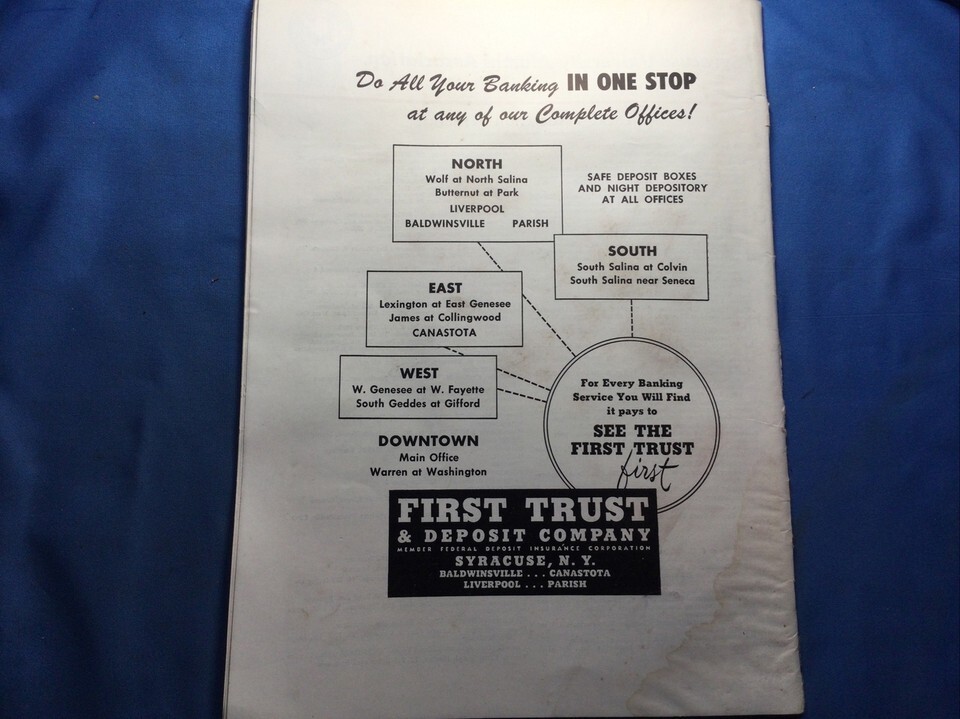 Do All Your Banking IN ONE STOP
at any of our Complete Offices!
NORTH
Wolf at North Salina
Butternut at Park
LIVERPOOL
BALDWINSVILLE PARISH
SAFE DEPOSIT BOXES
AND NIGHT DEPOSITORY
AT ALL OFFICES
SOUTH
South Salina at Colvin
South Salina near Seneca
EAST
Lexington at East Genesee
James at Collingwood
CANASTOTA
WEST
W. Genesee at W. Fayette
South Geddes at Gifford
DOWNTOWN
Main Office
Warren at Washington
For Every Banking
Service You Will Find
it pays to
SEE THE
FIRST TRUST
first
FIRST TRUST
& DEPOSIT COMPANY
MEMBER FEDERAL DEPOSIT INSURANCE CORPORATION
SYRACUSE, N. Y.
BALDWINSVILLE . . . CANASTOTA
LIVERPOOL . . . PARISH